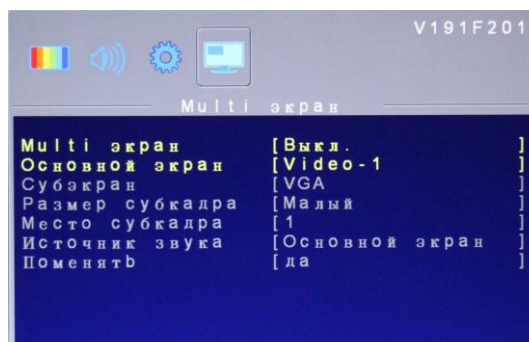 V191F201
Multi экран
Multi экран [Выкл. ]
Основной экран [Video-1 ]
Субэкран [VGA ]
Размер субкадра [Малый ]
Место субкадра [1 ]
Источник звука [Основной экран ]
Поменятb [да ]